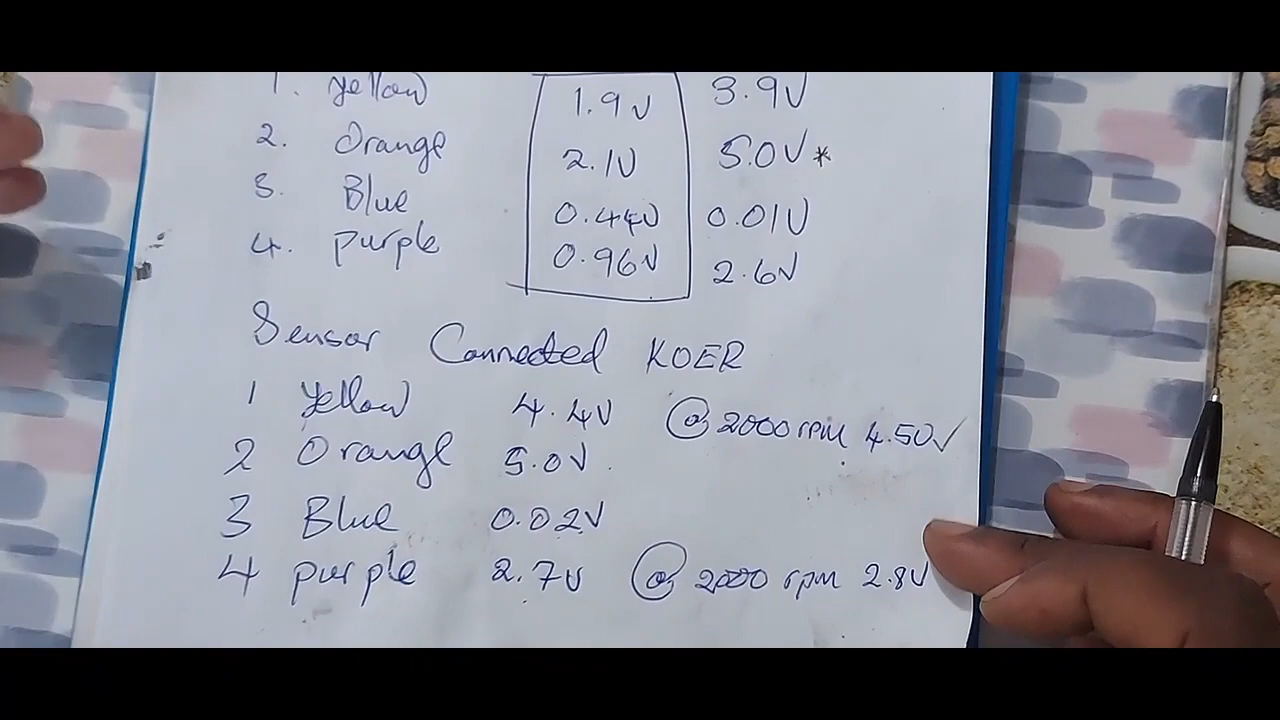 1. Yellow 1.9V 3.9V
2. Orange 2.1V 5.0V *
3. Blue 0.44V 0.01V
4. purple 0.96V 2.6V
Sensor Connected KOER
1 Yellow 4.4V @ 2000 rpm 4.50V
2 Orange 5.0V
3 Blue 0.02V
4 purple 2.7V @ 2000 rpm 2.8V